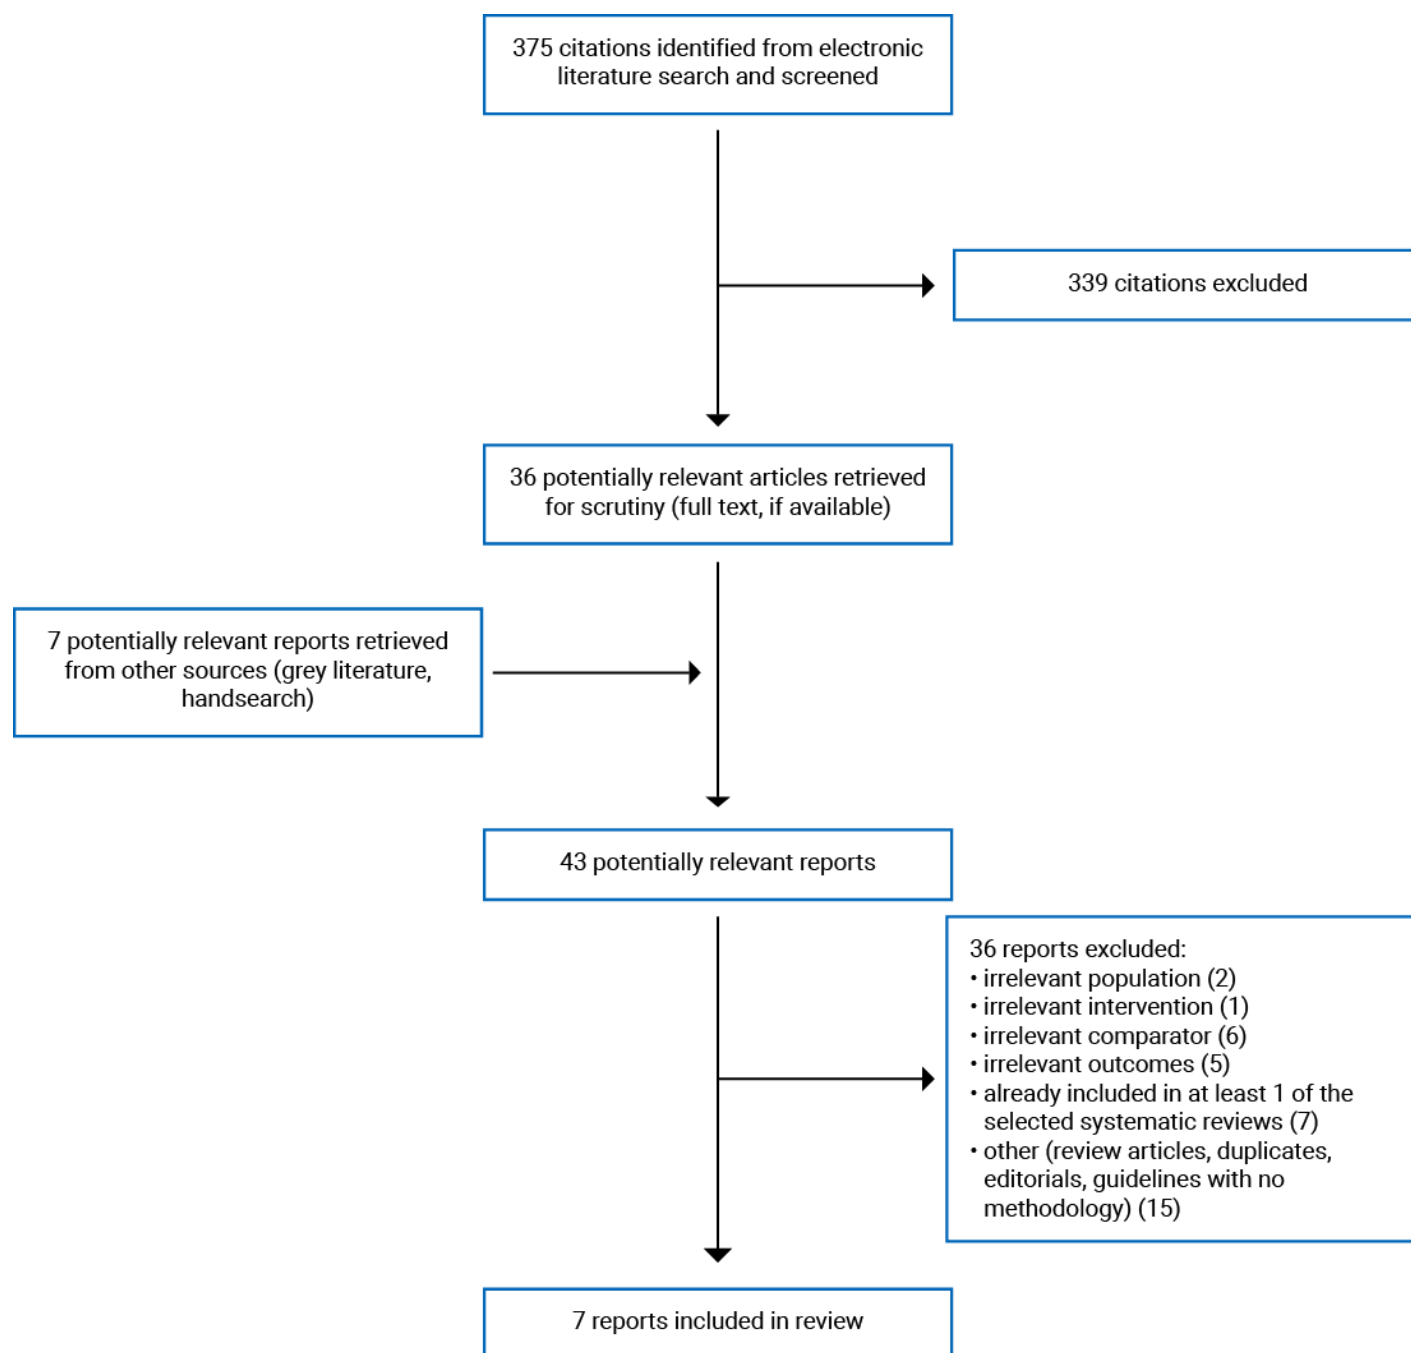 375 citations identified from electronic
literature search and screened
339 citations excluded
36 potentially relevant articles retrieved
for scrutiny (full text, if available)
7 potentially relevant reports retrieved
from other sources (grey literature,
handsearch)
43 potentially relevant reports
36 reports excluded:
• irrelevant population (2)
• irrelevant intervention (1)
• irrelevant comparator (6)
• irrelevant outcomes (5)
• already included in at least 1 of the
selected systematic reviews (7)
• other (review articles, duplicates,
editorials, guidelines with no
methodology) (15)
7 reports included in review